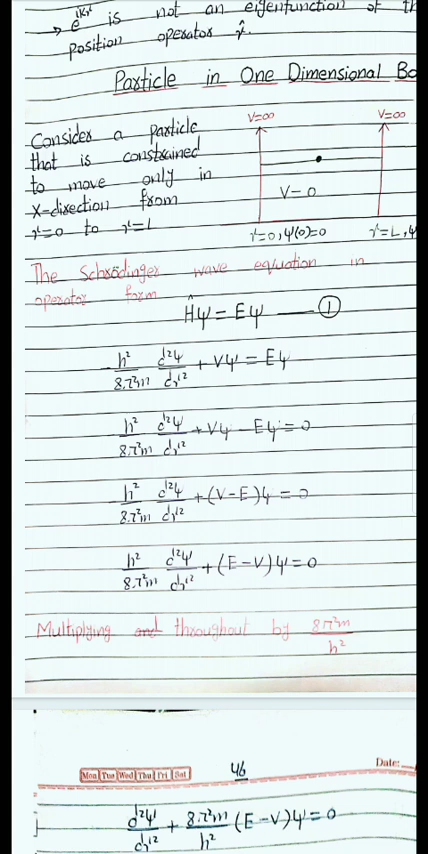 → e^ikx is not an eigenfunction of th
position operator x̂.
Particle in One Dimensional Bo
V=∞ V=∞
Consider a particle
that is constrained
to move only in
X-direction from
x=0 to x=L
V=0
x=0, ψ(0)=0 x=L, ψ
The Schrödinger wave equation in
operator form
Ĥψ = Eψ —— ①
-h²/8π²m d²ψ/dx² + Vψ = Eψ
-h²/8π²m d²ψ/dx² + Vψ - Eψ = 0
-h²/8π²m d²ψ/dx² + (V-E)ψ = 0
h²/8π²m d²ψ/dx² + (E-V)ψ = 0
Multiplying and throughout by 8π²m/h²
Mon Tue Wed Thu Fri Sat 46 Date:
d²ψ/dx² + 8π²m/h² (E-V)ψ = 0